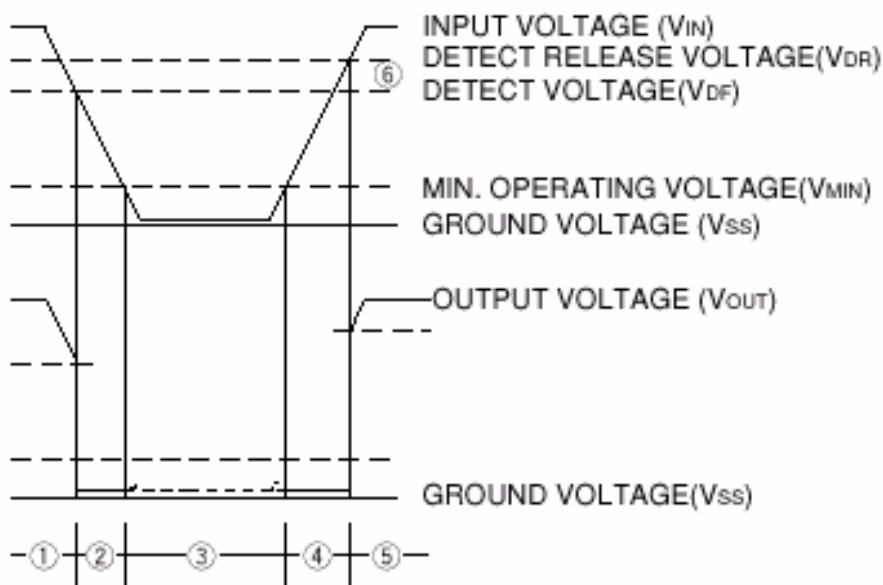 INPUT VOLTAGE (VIN)
DETECT RELEASE VOLTAGE(VDR)
⑥
DETECT VOLTAGE(VDF)
MIN. OPERATING VOLTAGE(VMIN)
GROUND VOLTAGE (VSS)
OUTPUT VOLTAGE (VOUT)
GROUND VOLTAGE(VSS)
① ② ③ ④ ⑤